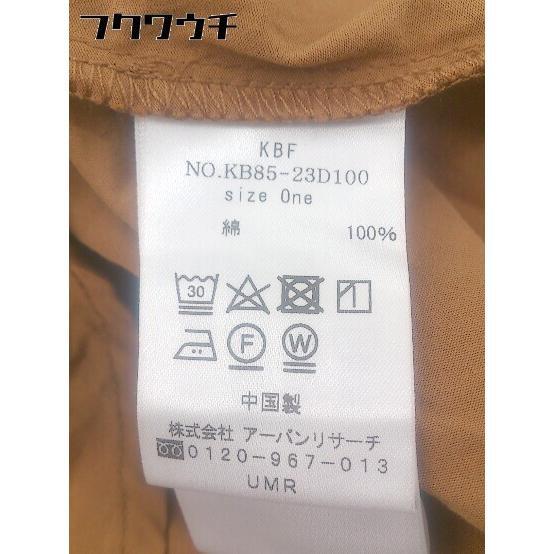 フクワウチ
KBF
NO.KB85-23D100
size One
綿 100%
30
F W
中国製
株式会社 アーバンリサーチ
0120-967-013
UMR